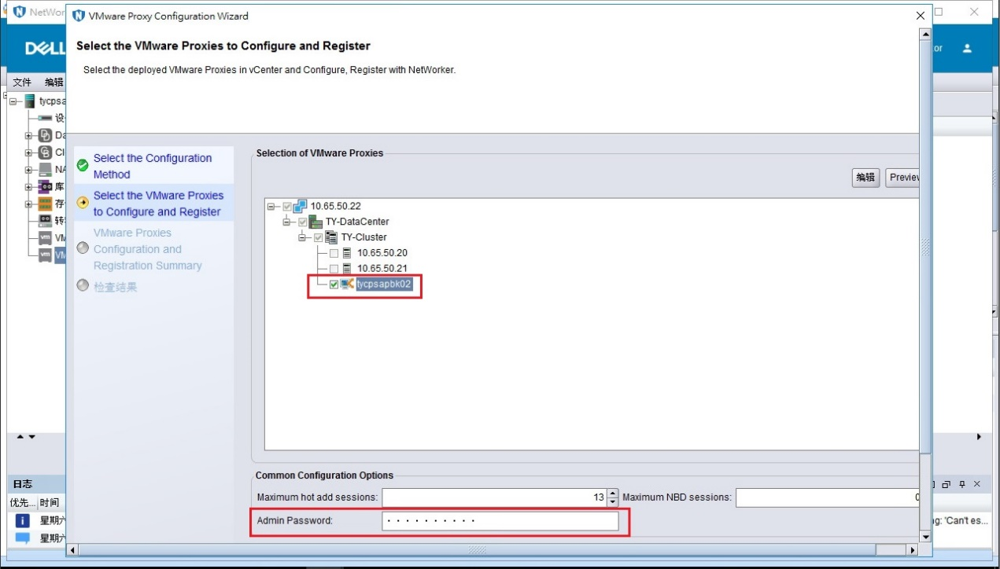 NetWor
VMware Proxy Configuration Wizard
DELL
Select the VMware Proxies to Configure and Register
or
Select the deployed VMware Proxies in vCenter and Configure, Register with NetWorker.
文件 编辑
tycpsa
设
Da
Cl
NA
库
存
转
VM
VM
Select the Configuration
Method
Select the VMware Proxies
to Configure and Register
VMware Proxies
Configuration and
Registration Summary
检查结果
Selection of VMware Proxies
编辑 Preview
10.65.50.22
TY-DataCenter
TY-Cluster
10.65.50.20
10.65.50.21
tycpsapbk02
Common Configuration Options
Maximum hot add sessions: 13 Maximum NBD sessions: 0
Admin Password: ··········
日志
优先... 时间
星期六
星期六
ng: 'Can't es...